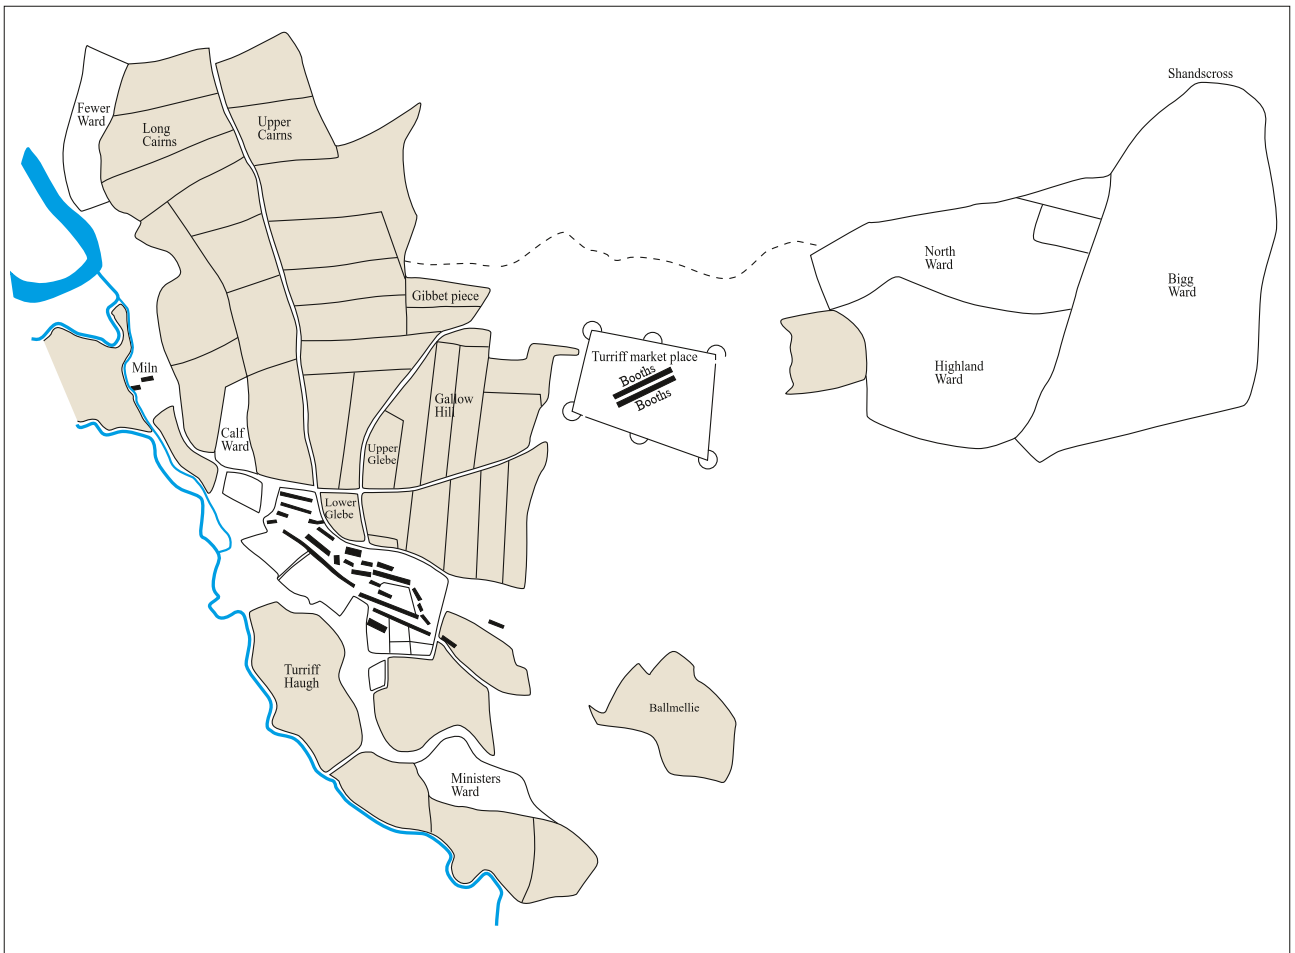 Shandscross
Fewer
Ward
Long
Cairns
Upper
Cairns
North
Ward
Bigg
Ward
Gibbet piece
Miln
Turriff market place
Booths
Booths
Highland
Ward
Gallow
Hill
Calf
Ward
Upper
Glebe
Lower
Glebe
Turriff
Haugh
Ballmellie
Ministers
Ward